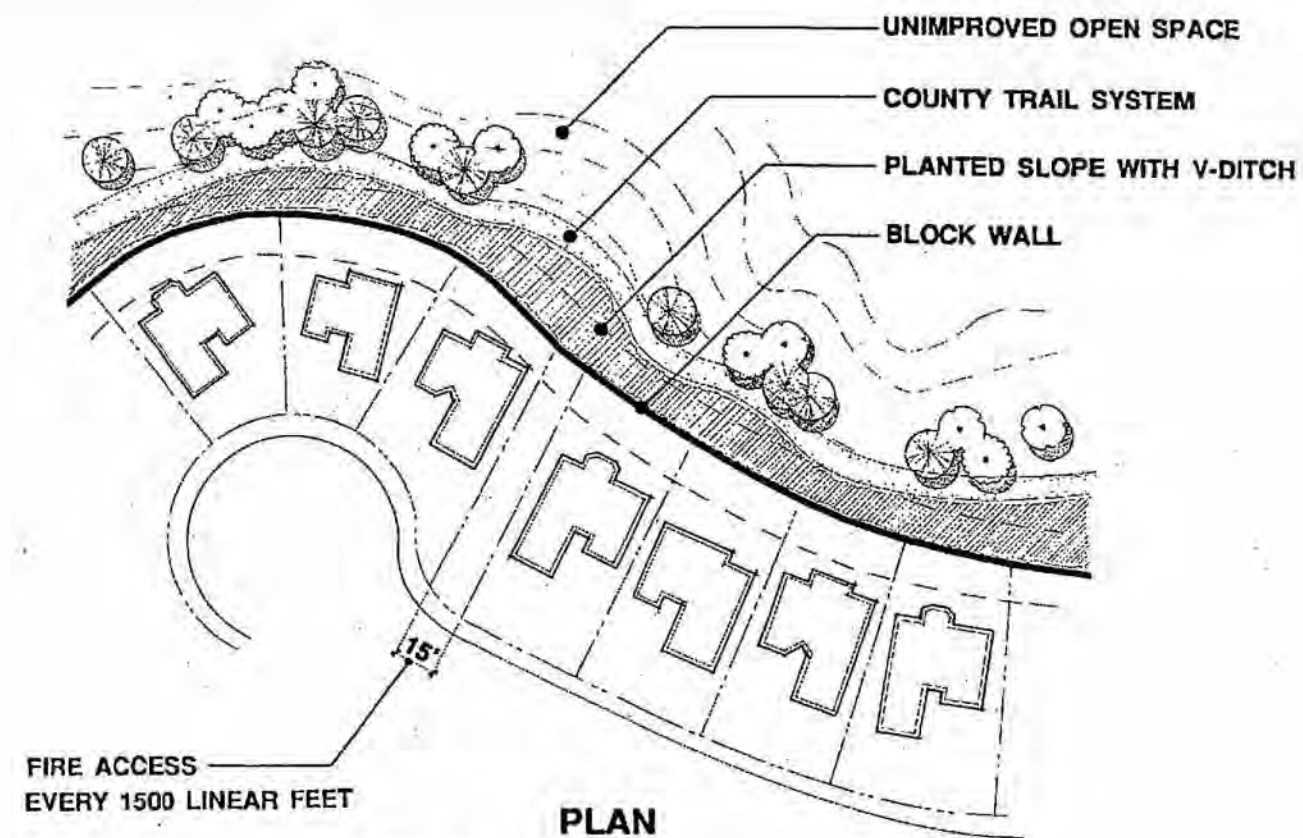 UNIMPROVED OPEN SPACE
COUNTY TRAIL SYSTEM
PLANTED SLOPE WITH V-DITCH
BLOCK WALL
15'
FIRE ACCESS
EVERY 1500 LINEAR FEET
PLAN